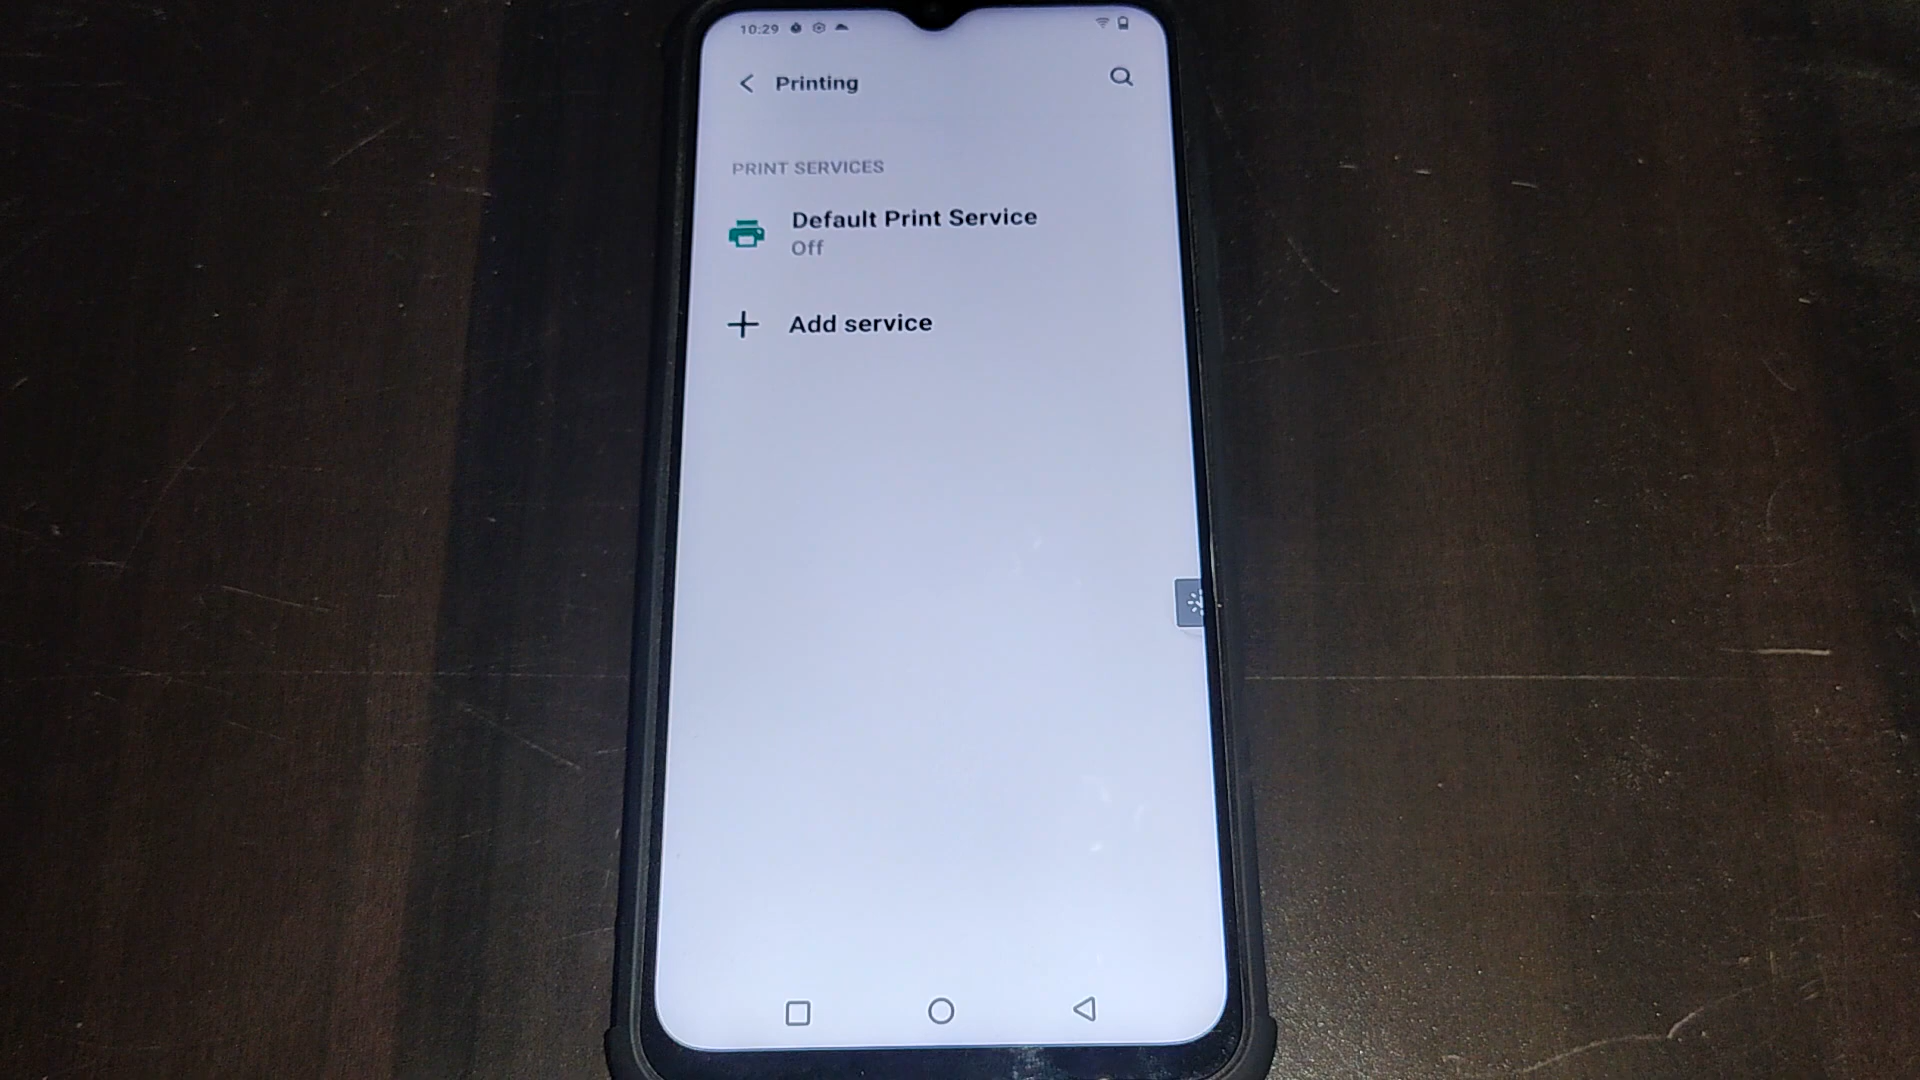 10:29
Printing
PRINT SERVICES
Default Print Service
Off
Add service